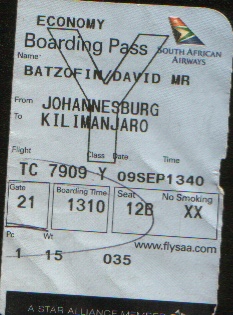 ECONOMY
Boarding Pass
SOUTH AFRICAN
AIRWAYS
Name
BATZOFIN/DAVID MR
From JOHANNESBURG
To KILIMANJARO
Flight Class Date Time
TC 7909 Y 09SEP1340
Gate Boarding Time Seat No Smoking
21 1310 12B XX
www.flysaa.com
Pc Wt
1 15 035
A STAR ALLIANCE MEMBER